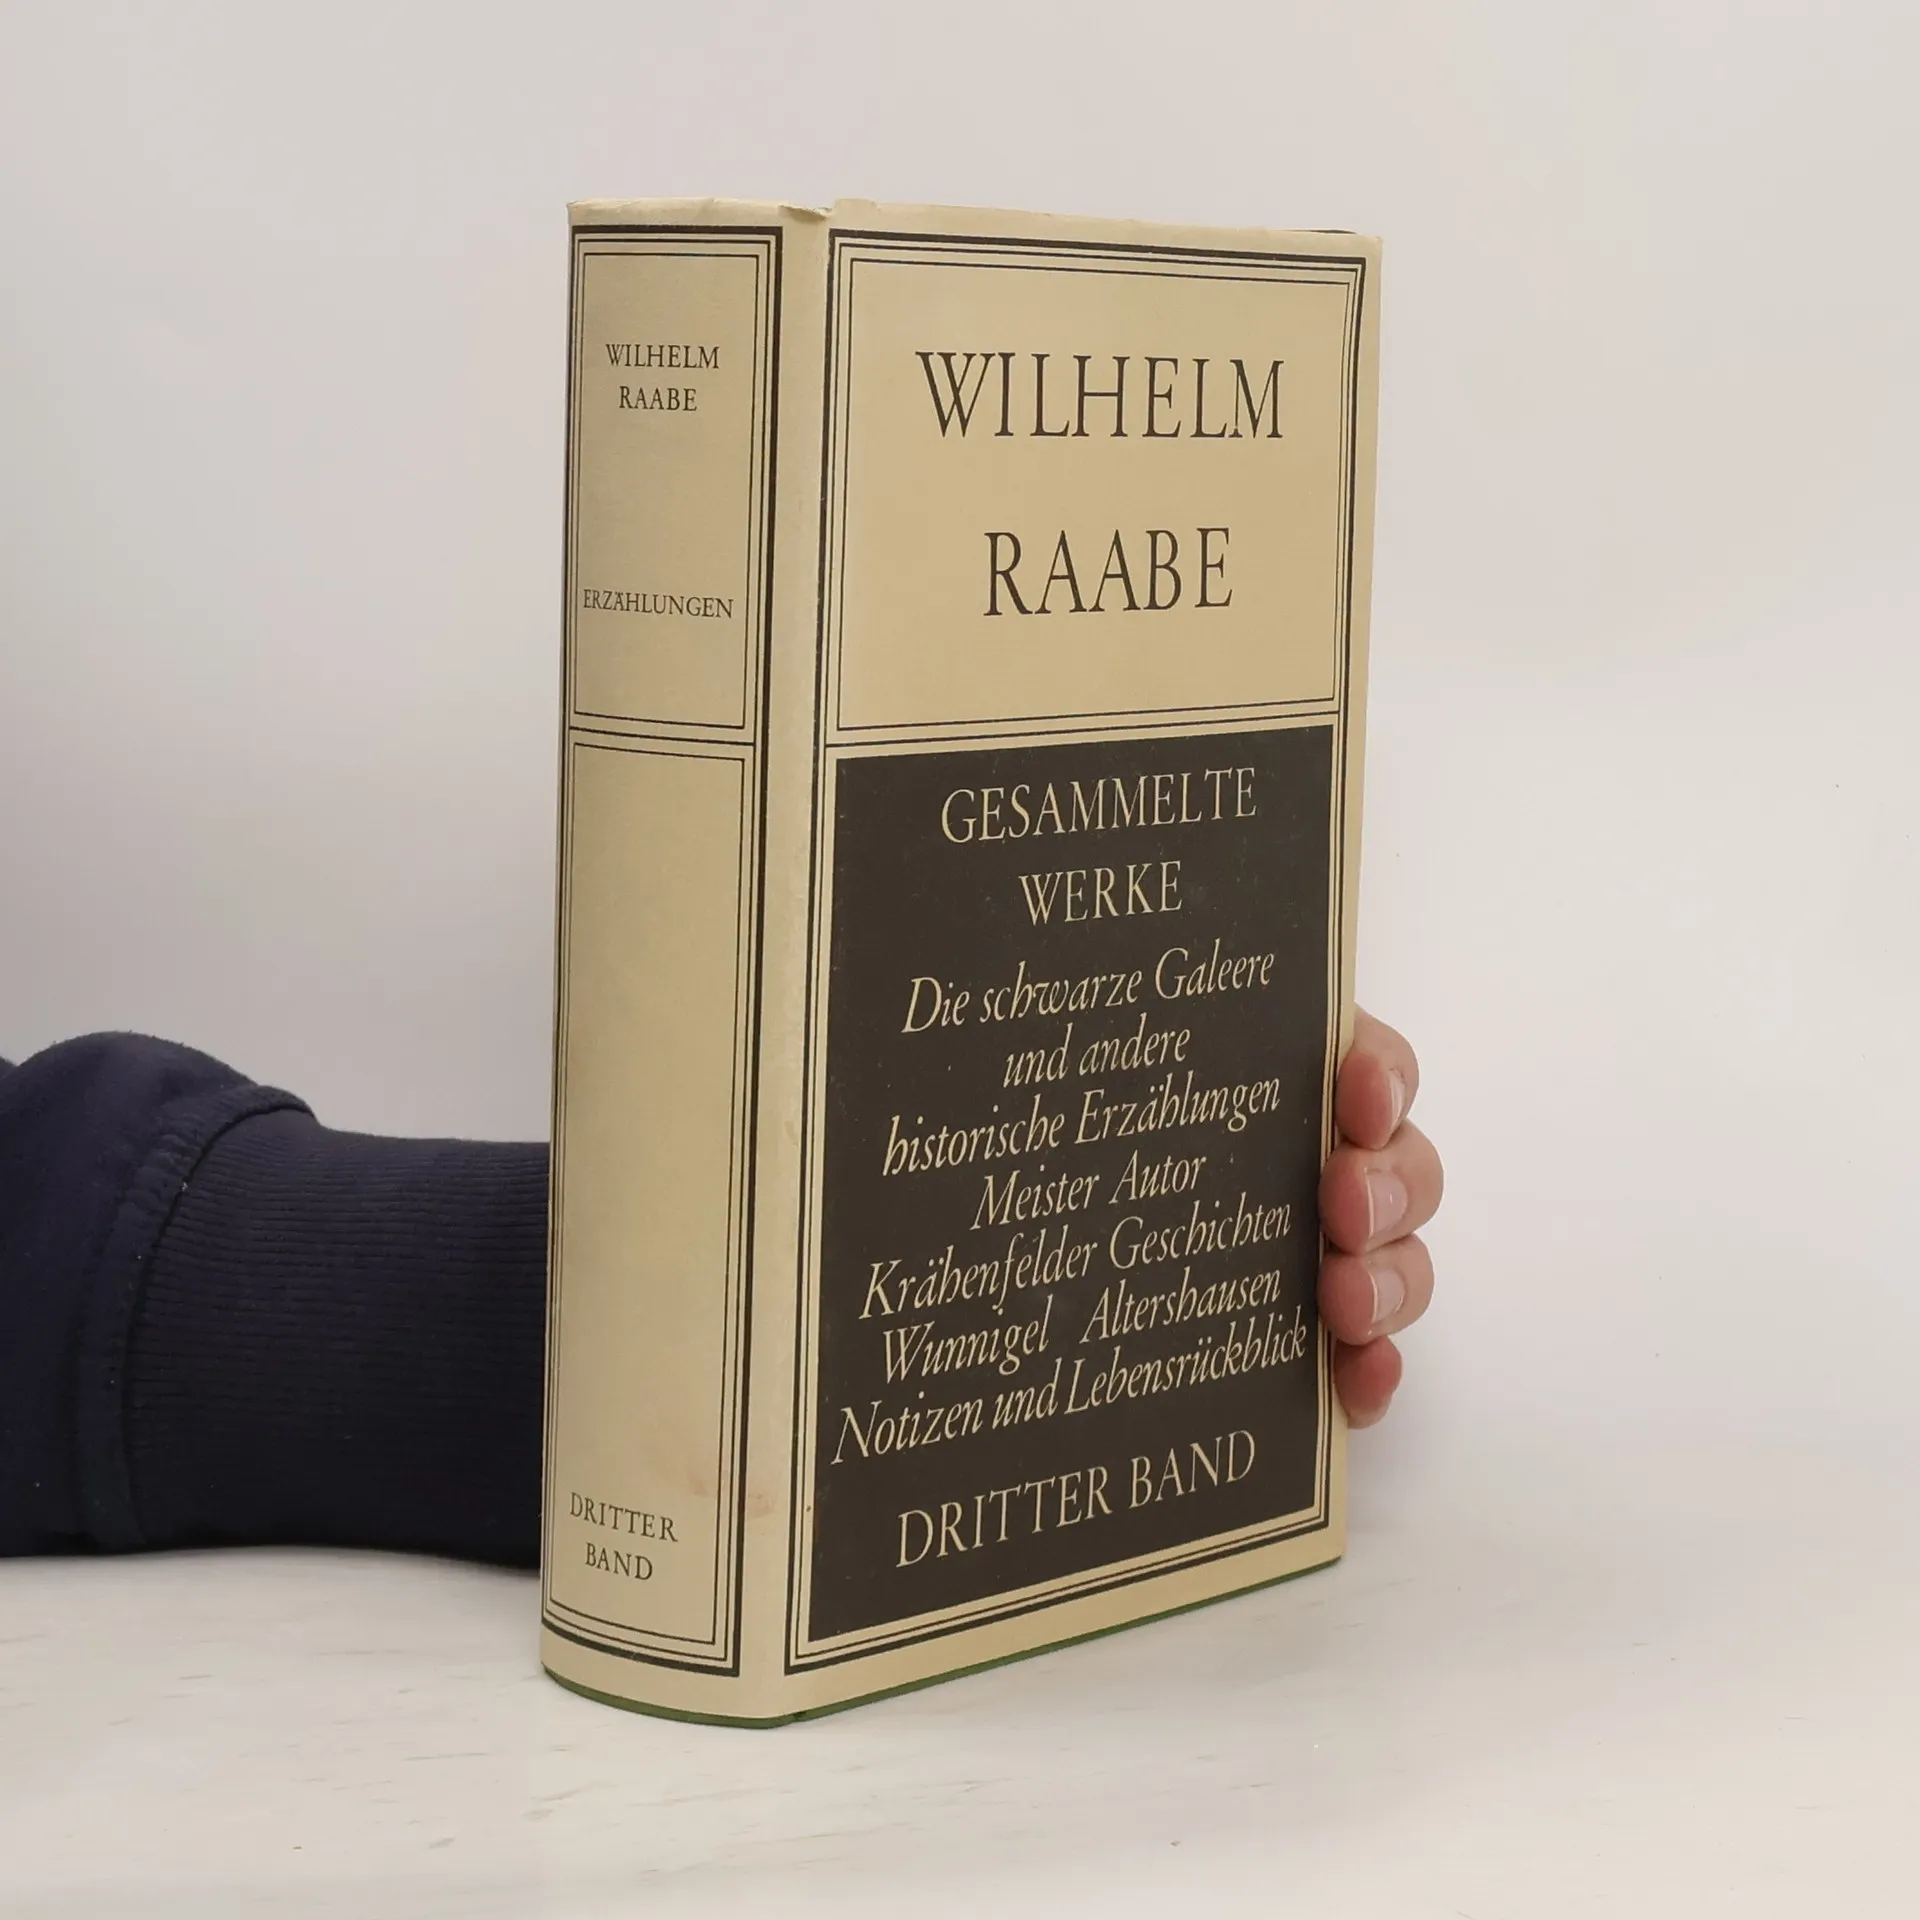 WILHELM
RAABE
ERZÄHLUNGEN
DRITTER
BAND
WILHELM
RAABE
GESAMMELTE
WERKE
Die schwarze Galeere
und andere
historische Erzählungen
Meister Autor
Krähenfelder Geschichten
Wunnigel Altershausen
Notizen und Lebensrückblick
DRITTER BAND